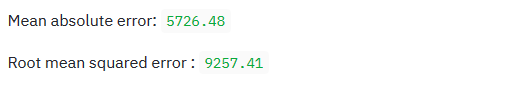 Mean absolute error: 5726.48
Root mean squared error : 9257.41